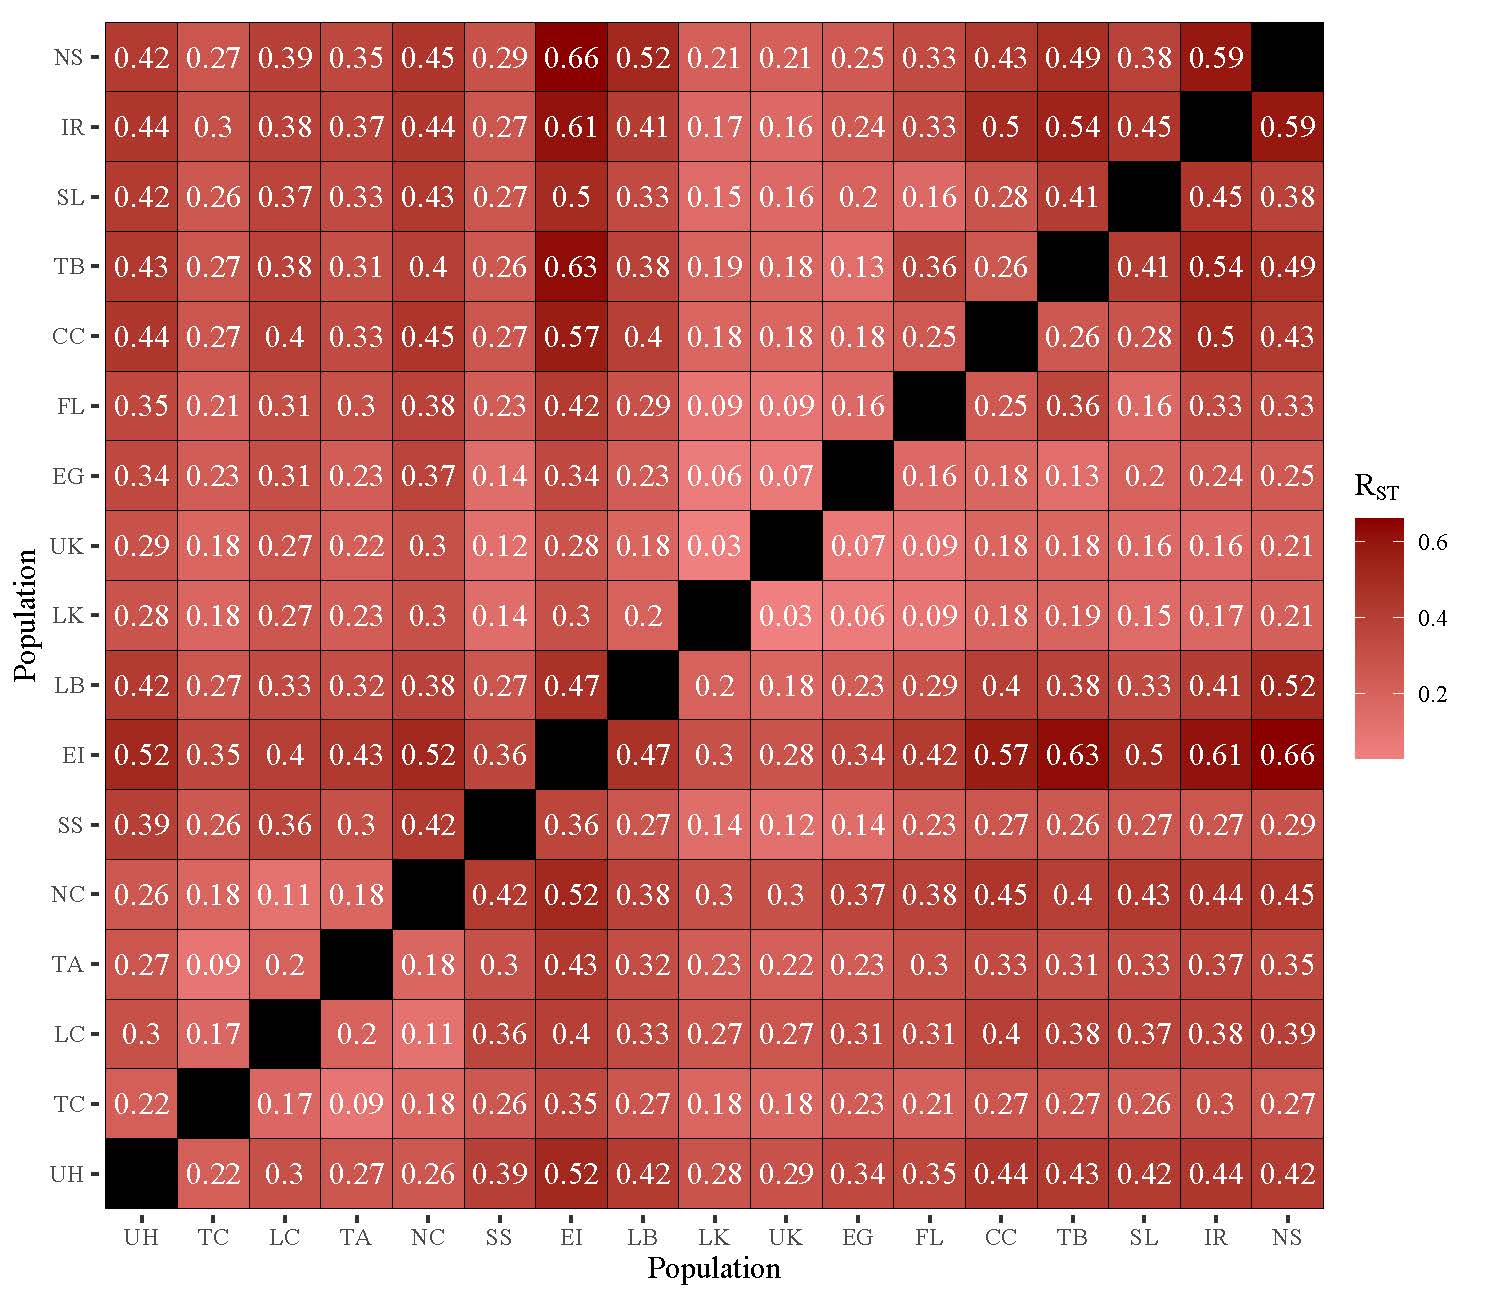 NS 0.42 0.27 0.39 0.35 0.45 0.29 0.66 0.52 0.21 0.21 0.25 0.33 0.43 0.49 0.38 0.59
IR 0.44 0.3 0.38 0.37 0.44 0.27 0.61 0.41 0.17 0.16 0.24 0.33 0.5 0.54 0.45 0.59
SL 0.42 0.26 0.37 0.33 0.43 0.27 0.5 0.33 0.15 0.16 0.2 0.16 0.28 0.41 0.45 0.38
TB 0.43 0.27 0.38 0.31 0.4 0.26 0.63 0.38 0.19 0.18 0.13 0.36 0.26 0.41 0.54 0.49
CC 0.44 0.27 0.4 0.33 0.45 0.27 0.57 0.4 0.18 0.18 0.18 0.25 0.26 0.28 0.5 0.43
FL 0.35 0.21 0.31 0.3 0.38 0.23 0.42 0.29 0.09 0.09 0.16 0.25 0.36 0.16 0.33 0.33
EG 0.34 0.23 0.31 0.23 0.37 0.14 0.34 0.23 0.06 0.07 0.16 0.18 0.13 0.2 0.24 0.25
UK 0.29 0.18 0.27 0.22 0.3 0.12 0.28 0.18 0.03 0.07 0.09 0.18 0.18 0.16 0.16 0.21
LK 0.28 0.18 0.27 0.23 0.3 0.14 0.3 0.2 0.03 0.06 0.09 0.18 0.19 0.15 0.17 0.21
LB 0.42 0.27 0.33 0.32 0.38 0.27 0.47 0.2 0.18 0.23 0.29 0.4 0.38 0.33 0.41 0.52
EI 0.52 0.35 0.4 0.43 0.52 0.36 0.47 0.3 0.28 0.34 0.42 0.57 0.63 0.5 0.61 0.66
SS 0.39 0.26 0.36 0.3 0.42 0.36 0.27 0.14 0.12 0.14 0.23 0.27 0.26 0.27 0.27 0.29
NC 0.26 0.18 0.11 0.18 0.42 0.52 0.38 0.3 0.3 0.37 0.38 0.45 0.4 0.43 0.44 0.45
TA 0.27 0.09 0.2 0.18 0.3 0.43 0.32 0.23 0.22 0.23 0.3 0.33 0.31 0.33 0.37 0.35
LC 0.3 0.17 0.2 0.11 0.36 0.4 0.33 0.27 0.27 0.31 0.31 0.4 0.38 0.37 0.38 0.39
TC 0.22 0.17 0.09 0.18 0.26 0.35 0.27 0.18 0.18 0.23 0.21 0.27 0.27 0.26 0.3 0.27
UH 0.22 0.3 0.27 0.26 0.39 0.52 0.42 0.28 0.29 0.34 0.35 0.44 0.43 0.42 0.44 0.42
UH TC LC TA NC SS EI LB LK UK EG FL CC TB SL IR NS
Population
Population
RST
0.6
0.4
0.2